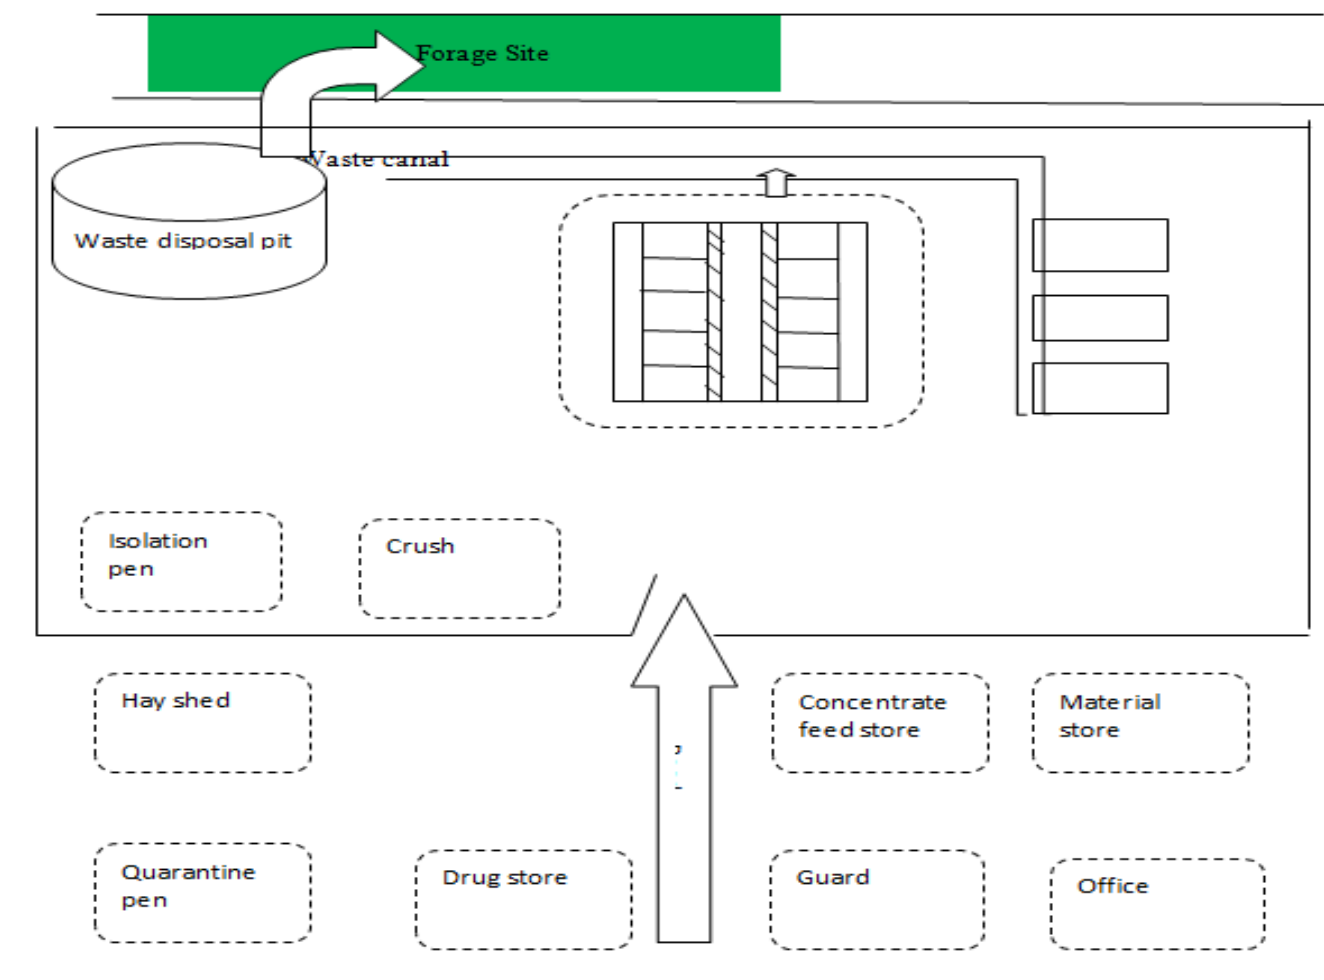 Forage Site
Waste canal
Waste disposal pit
Isolation
pen
Crush
Hay shed
Concentrate
feed store
Material
store
Quarantine
pen
Drug store
Guard
Office